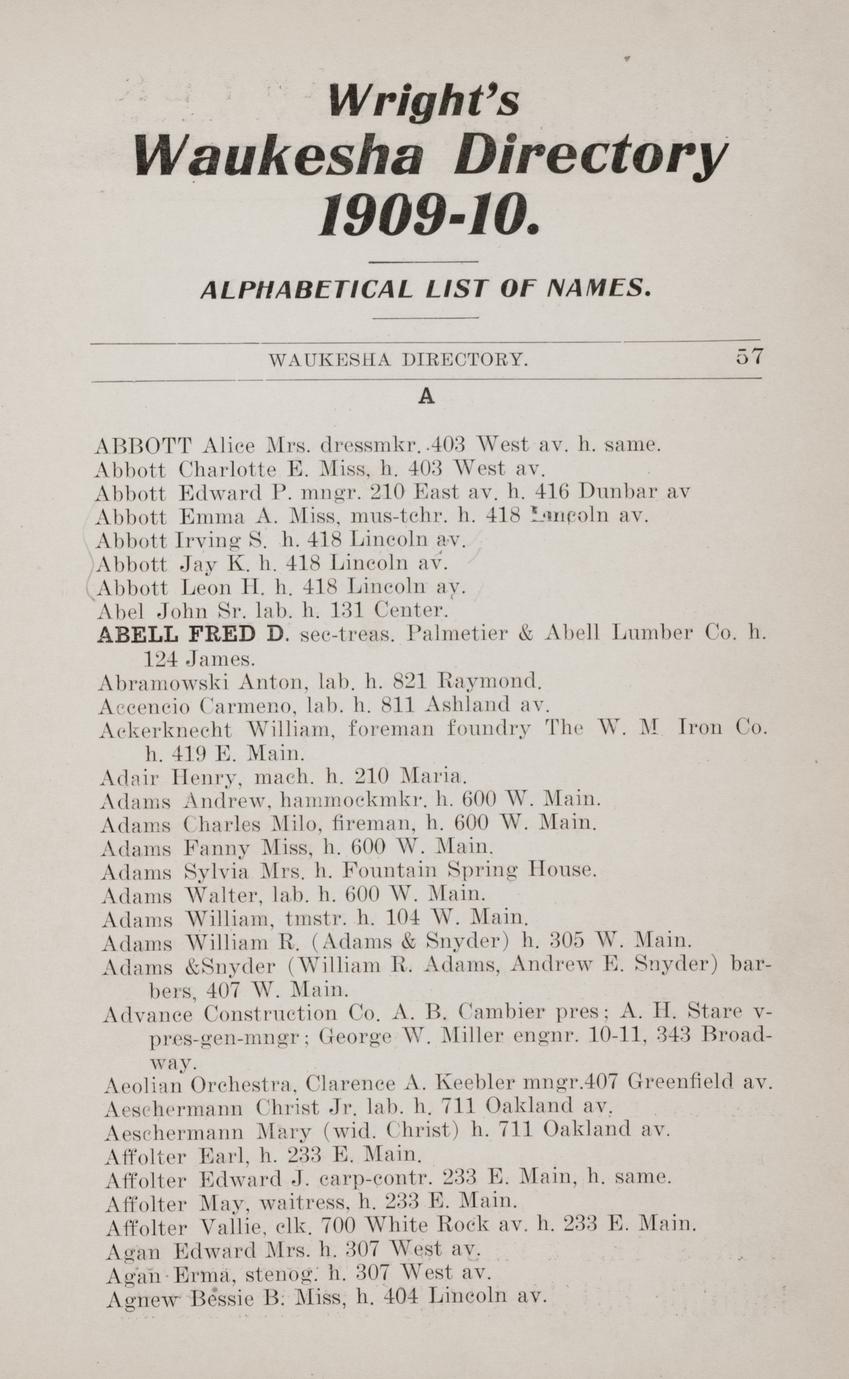 Wright's
Waukesha Directory
1909-10.
ALPHABETICAL LIST OF NAMES.
WAUKESHA DIRECTORY. 57
A
ABBOTT Alice Mrs. dressmkr. .403 West av. h. same.
Abbott Charlotte E. Miss, h. 403 West av.
Abbott Edward P. mngr. 210 East av. h. 416 Dunbar av
Abbott Emma A. Miss, mus-tchr. h. 418 Lincoln av.
Abbott Irving S. h. 418 Lincoln av.
Abbott Jay K. h. 418 Lincoln av.
Abbott Leon H. h. 418 Lincoln av.
Abel John Sr. lab. h. 131 Center.
ABELL FRED D. sec-treas. Palmetier & Abell Lumber Co. h.
124 James.
Abramowski Anton, lab. h. 821 Raymond.
Accencio Carmeno, lab. h. 811 Ashland av.
Ackerknecht William, foreman foundry The W. M Iron Co.
h. 419 E. Main.
Adair Henry, mach. h. 210 Maria.
Adams Andrew, hammockmkr. h. 600 W. Main.
Adams Charles Milo, fireman, h. 600 W. Main.
Adams Fanny Miss, h. 600 W. Main.
Adams Sylvia Mrs. h. Fountain Spring House.
Adams Walter, lab. h. 600 W. Main.
Adams William, tmstr. h. 104 W. Main.
Adams William R. (Adams & Snyder) h. 305 W. Main.
Adams &Snyder (William R. Adams, Andrew E. Snyder) bar-
bers, 407 W. Main.
Advance Construction Co. A. B. Cambier pres; A. H. Stare v-
pres-gen-mngr; George W. Miller engnr. 10-11, 343 Broad-
way.
Aeolian Orchestra, Clarence A. Keebler mngr.407 Greenfield av.
Aeschermann Christ Jr. lab. h. 711 Oakland av.
Aeschermann Mary (wid. Christ) h. 711 Oakland av.
Affolter Earl, h. 233 E. Main.
Affolter Edward J. carp-contr. 233 E. Main, h. same.
Affolter May, waitress, h. 233 E. Main.
Affolter Vallie, clk. 700 White Rock av. h. 233 E. Main.
Agan Edward Mrs. h. 307 West av.
Agan Erma, stenog. h. 307 West av.
Agnew Bessie B. Miss, h. 404 Lincoln av.